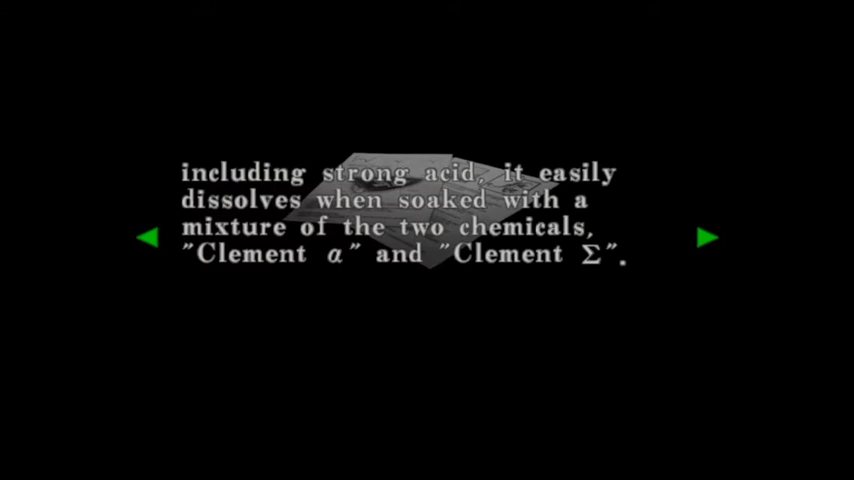 including strong acid, it easily
dissolves when soaked with a
mixture of the two chemicals,
"Clement α" and "Clement Σ".